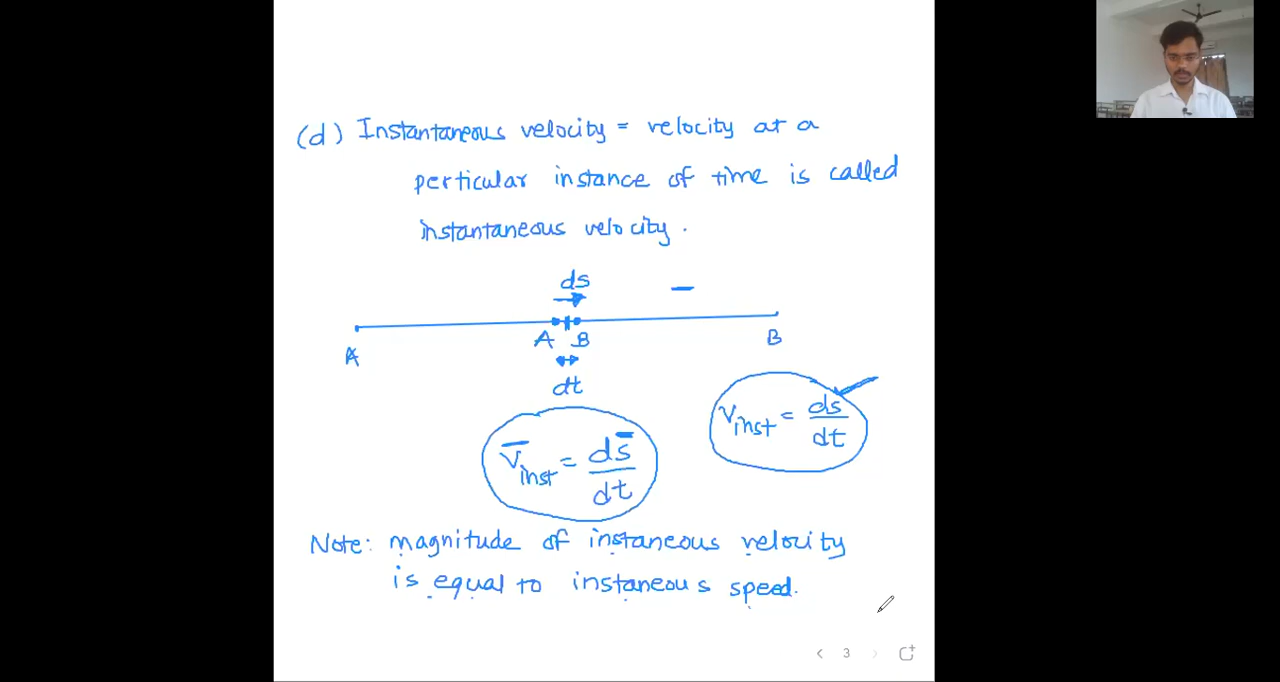 (d) Instantaneous velocity = velocity at a
perticular instance of time is called
instantaneous velocity.
ds
A B
A
B
dt
v̅inst = ds̅/dt
vinst = ds/dt
Note: magnitude of instaneous velocity
is equal to instaneous speed.
3